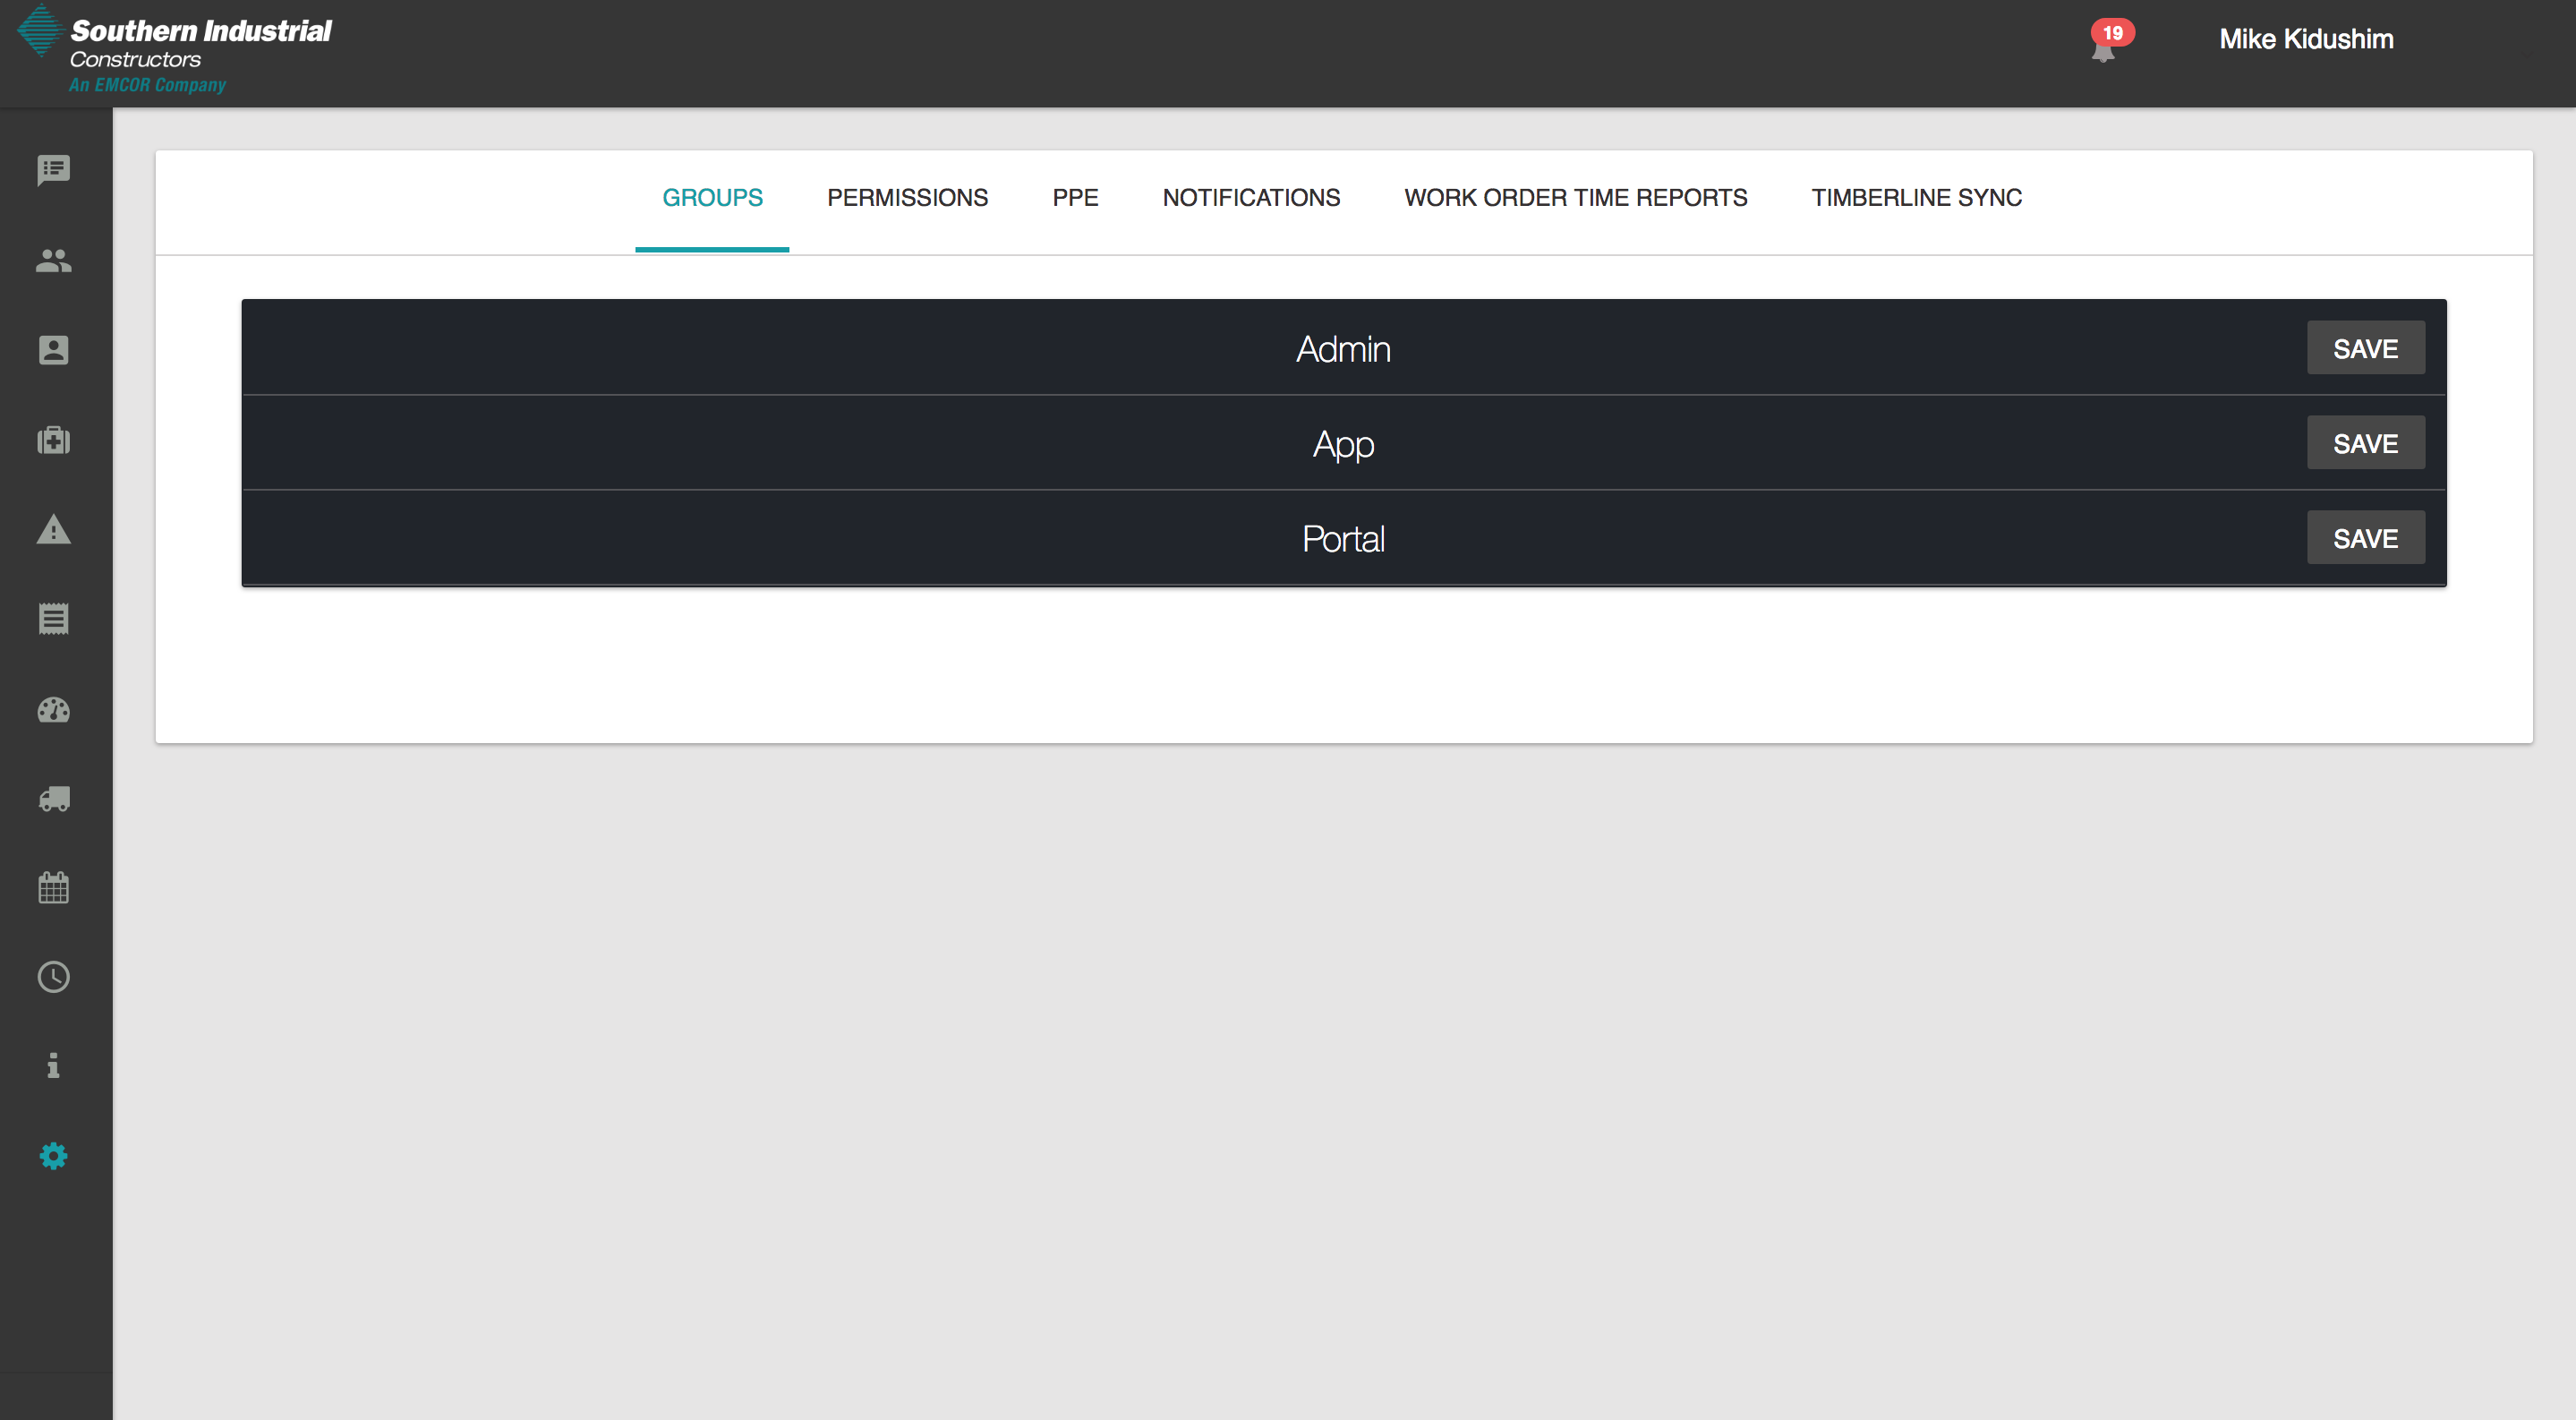 Southern Industrial
Constructors
An EMCOR Company
19
Mike Kidushim
GROUPS PERMISSIONS PPE NOTIFICATIONS WORK ORDER TIME REPORTS TIMBERLINE SYNC
Admin SAVE
App SAVE
Portal SAVE